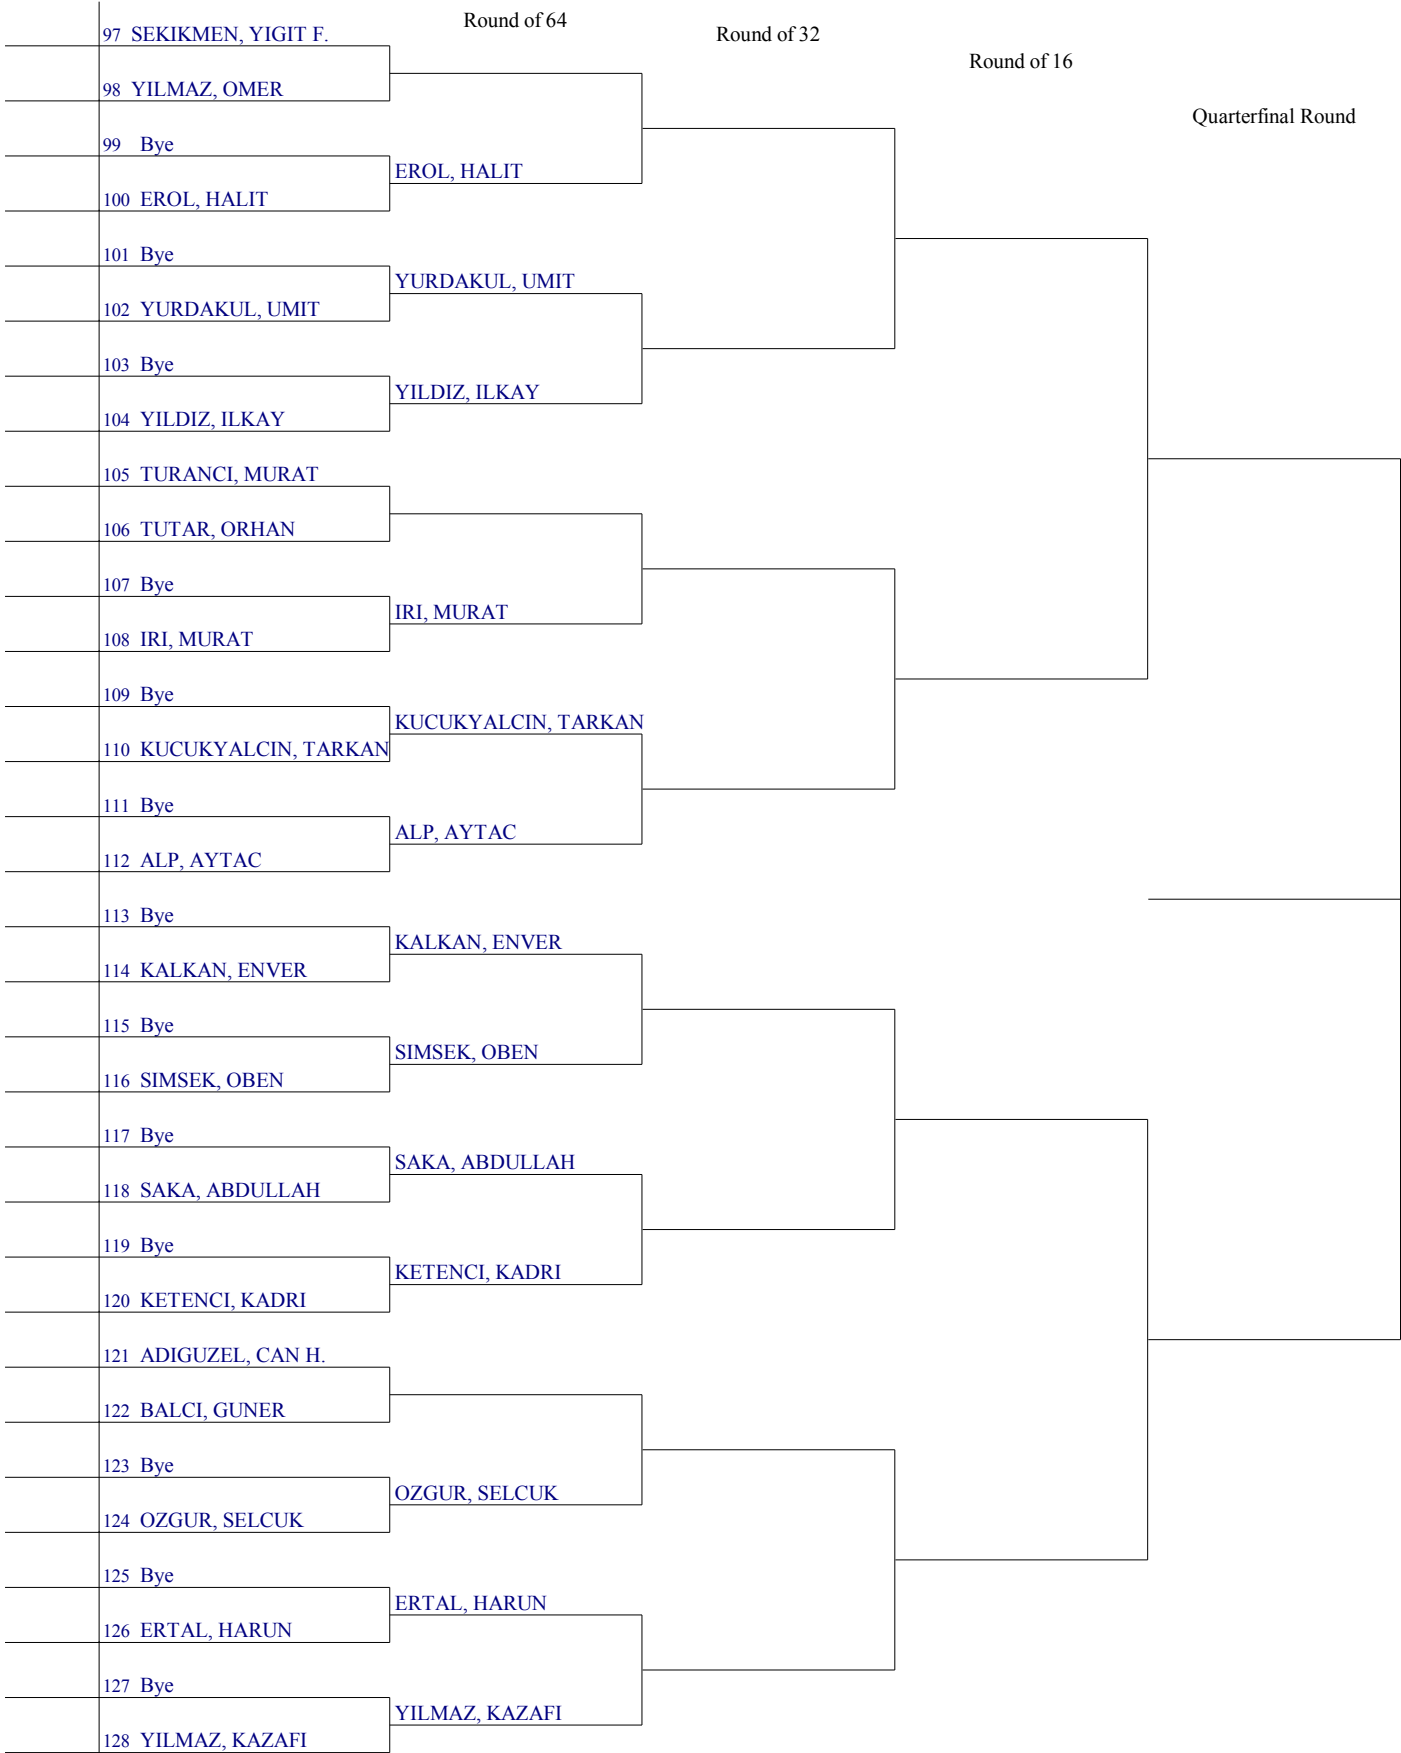 Round of 64
Round of 32
Round of 16
Quarterfinal Round
97 SEKIKMEN, YIGIT F.
98 YILMAZ, OMER
99 Bye
EROL, HALIT
100 EROL, HALIT
101 Bye
YURDAKUL, UMIT
102 YURDAKUL, UMIT
103 Bye
YILDIZ, ILKAY
104 YILDIZ, ILKAY
105 TURANCI, MURAT
106 TUTAR, ORHAN
107 Bye
IRI, MURAT
108 IRI, MURAT
109 Bye
KUCUKYALCIN, TARKAN
110 KUCUKYALCIN, TARKAN
111 Bye
ALP, AYTAC
112 ALP, AYTAC
113 Bye
KALKAN, ENVER
114 KALKAN, ENVER
115 Bye
SIMSEK, OBEN
116 SIMSEK, OBEN
117 Bye
SAKA, ABDULLAH
118 SAKA, ABDULLAH
119 Bye
KETENCI, KADRI
120 KETENCI, KADRI
121 ADIGUZEL, CAN H.
122 BALCI, GUNER
123 Bye
OZGUR, SELCUK
124 OZGUR, SELCUK
125 Bye
ERTAL, HARUN
126 ERTAL, HARUN
127 Bye
YILMAZ, KAZAFI
128 YILMAZ, KAZAFI